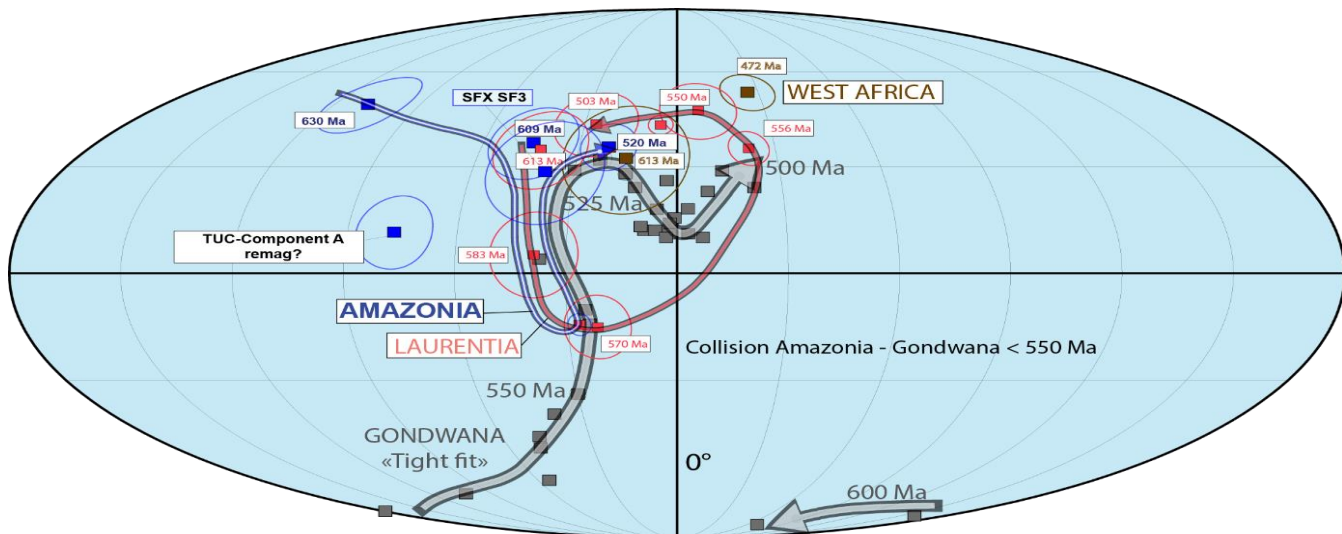 472 Ma
WEST AFRICA
SFX SF3
503 Ma
550 Ma
630 Ma
609 Ma
556 Ma
520 Ma
613 Ma
613 Ma
500 Ma
525 Ma
TUC-Component A
remag?
583 Ma
AMAZONIA
LAURENTIA
570 Ma
Collision Amazonia - Gondwana < 550 Ma
550 Ma
GONDWANA
«Tight fit»
0°
600 Ma